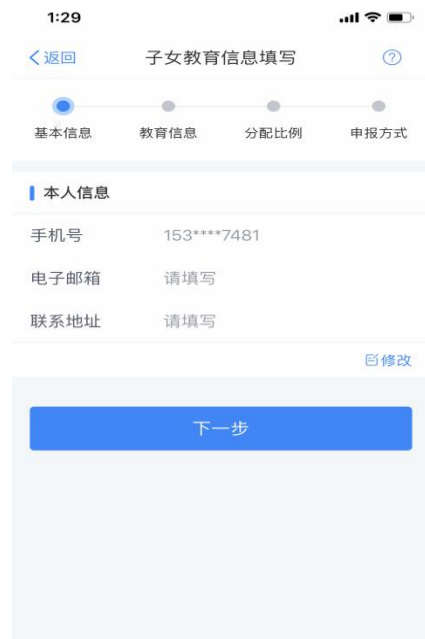 1:29
返回 子女教育信息填写
基本信息 教育信息 分配比例 申报方式
本人信息
手机号 153****7481
电子邮箱 请填写
联系地址 请填写
修改
下一步